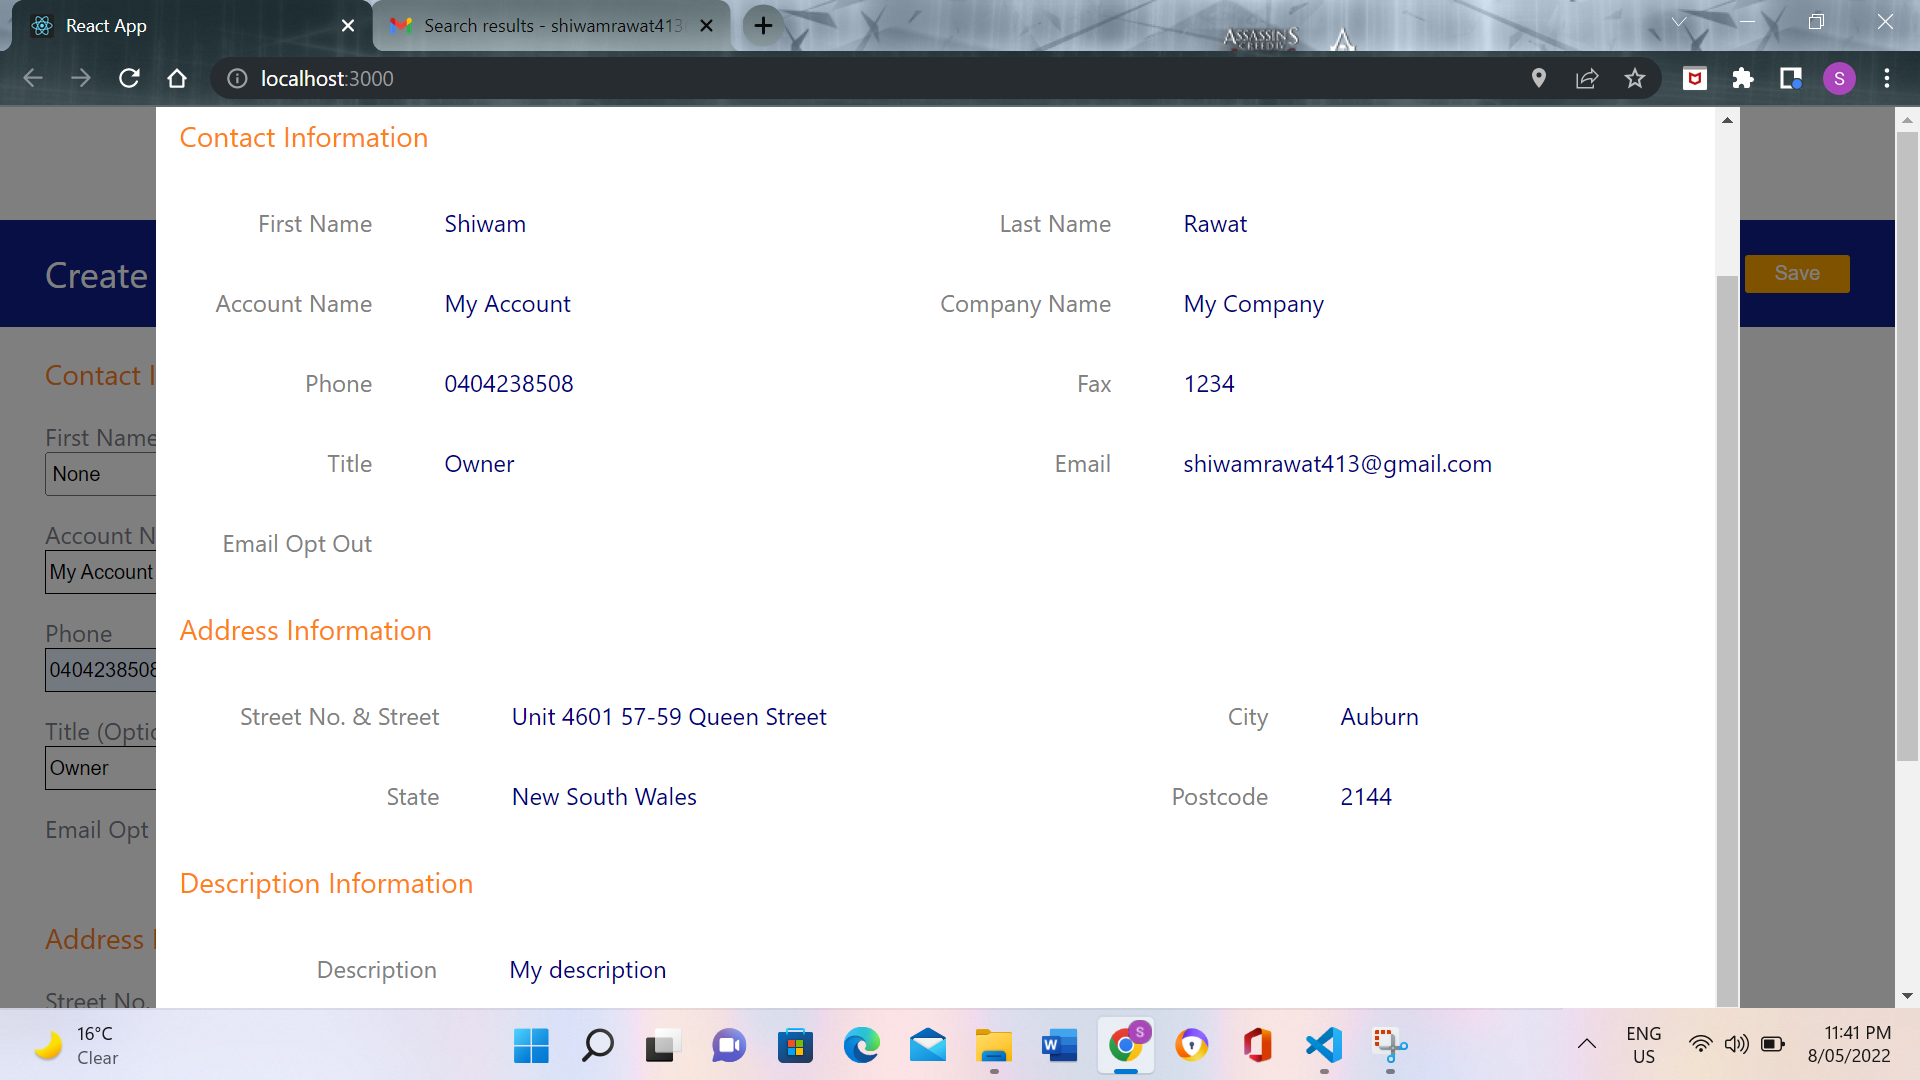 React App
Search results - shiwamrawat413
ASSASSINS
CREED IV
localhost:3000
S
Contact Information
First Name Shiwam Last Name Rawat
Account Name My Account Company Name My Company
Phone 0404238508 Fax 1234
Title Owner Email shiwamrawat413@gmail.com
Email Opt Out
Address Information
Street No. & Street Unit 4601 57-59 Queen Street City Auburn
State New South Wales Postcode 2144
Description Information
Description My description
Create
Save
Contact I
First Name
None
Account N
My Account
Phone
0404238508
Title (Optio
Owner
Email Opt
Address I
Street No.
16°C
Clear
S
W
ENG
US
11:41 PM
8/05/2022